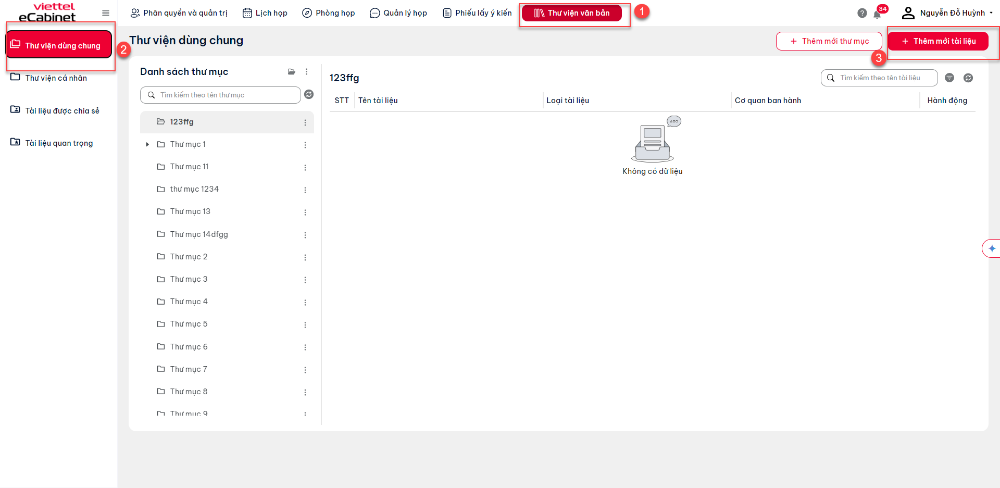 viettel
eCabinet
Phân quyền và quản trị
Lịch họp
Phòng họp
Quản lý họp
Phiếu lấy ý kiến
Thư viện văn bản
1
?
34
Nguyễn Đỗ Huỳnh
Thư viện dùng chung
2
Thư viện cá nhân
Tài liệu được chia sẻ
Tài liệu quan trọng
Thư viện dùng chung
+ Thêm mới thư mục
+ Thêm mới tài liệu
3
Danh sách thư mục
Tìm kiếm theo tên thư mục
123ffg
Thư mục 1
Thư mục 11
thư mục 1234
Thư mục 13
Thư mục 14dfgg
Thư mục 2
Thư mục 3
Thư mục 4
Thư mục 5
Thư mục 6
Thư mục 7
Thư mục 8
Thư mục 9
123ffg
Tìm kiếm theo tên tài liệu
STT Tên tài liệu Loại tài liệu Cơ quan ban hành Hành động
Không có dữ liệu